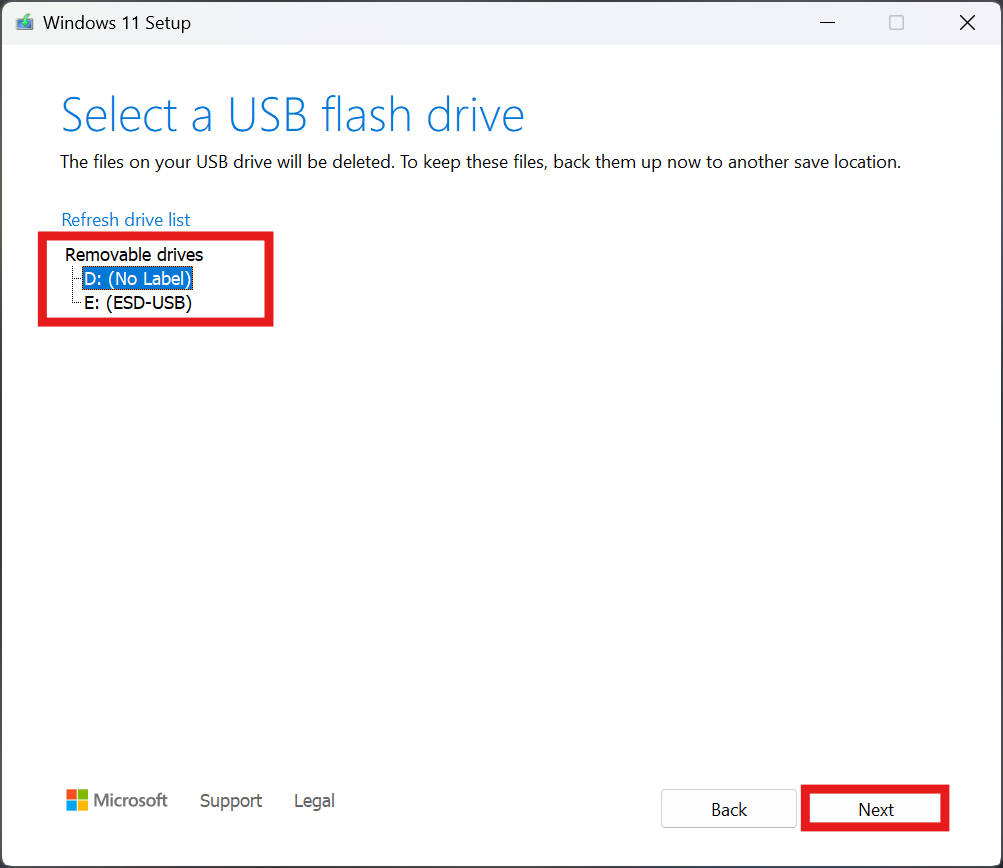 Windows 11 Setup
Select a USB flash drive
The files on your USB drive will be deleted. To keep these files, back them up now to another save location.
Refresh drive list
Removable drives
D: (No Label)
E: (ESD-USB)
Microsoft Support Legal Back Next